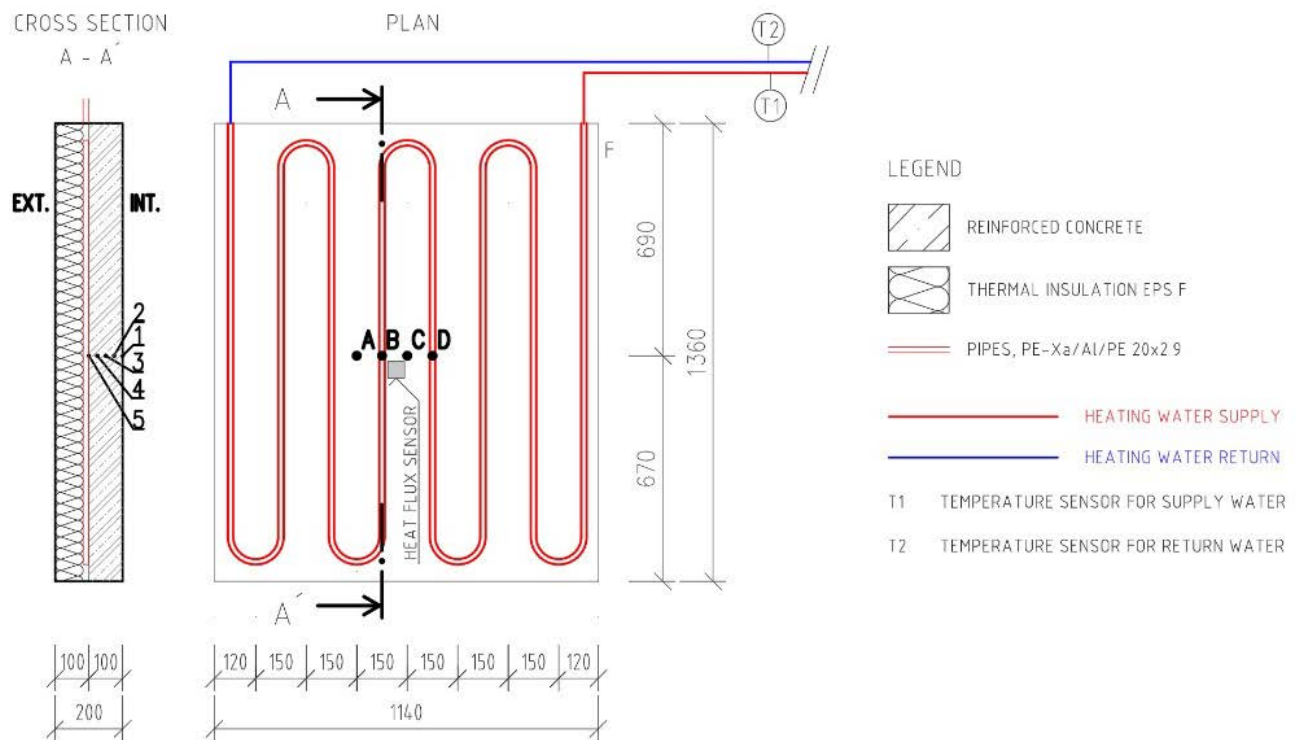 CROSS SECTION
A - A´
PLAN
T2
T1
A
F
EXT.
INT.
2
1
3
4
5
A B C D
HEAT FLUX SENSOR
A´
690
670
1360
100 100
200
120 150 150 150 150 150 150 120
1140
LEGEND
REINFORCED CONCRETE
THERMAL INSULATION EPS F
PIPES, PE-Xa/Al/PE 20x2.9
HEATING WATER SUPPLY
HEATING WATER RETURN
T1 TEMPERATURE SENSOR FOR SUPPLY WATER
T2 TEMPERATURE SENSOR FOR RETURN WATER